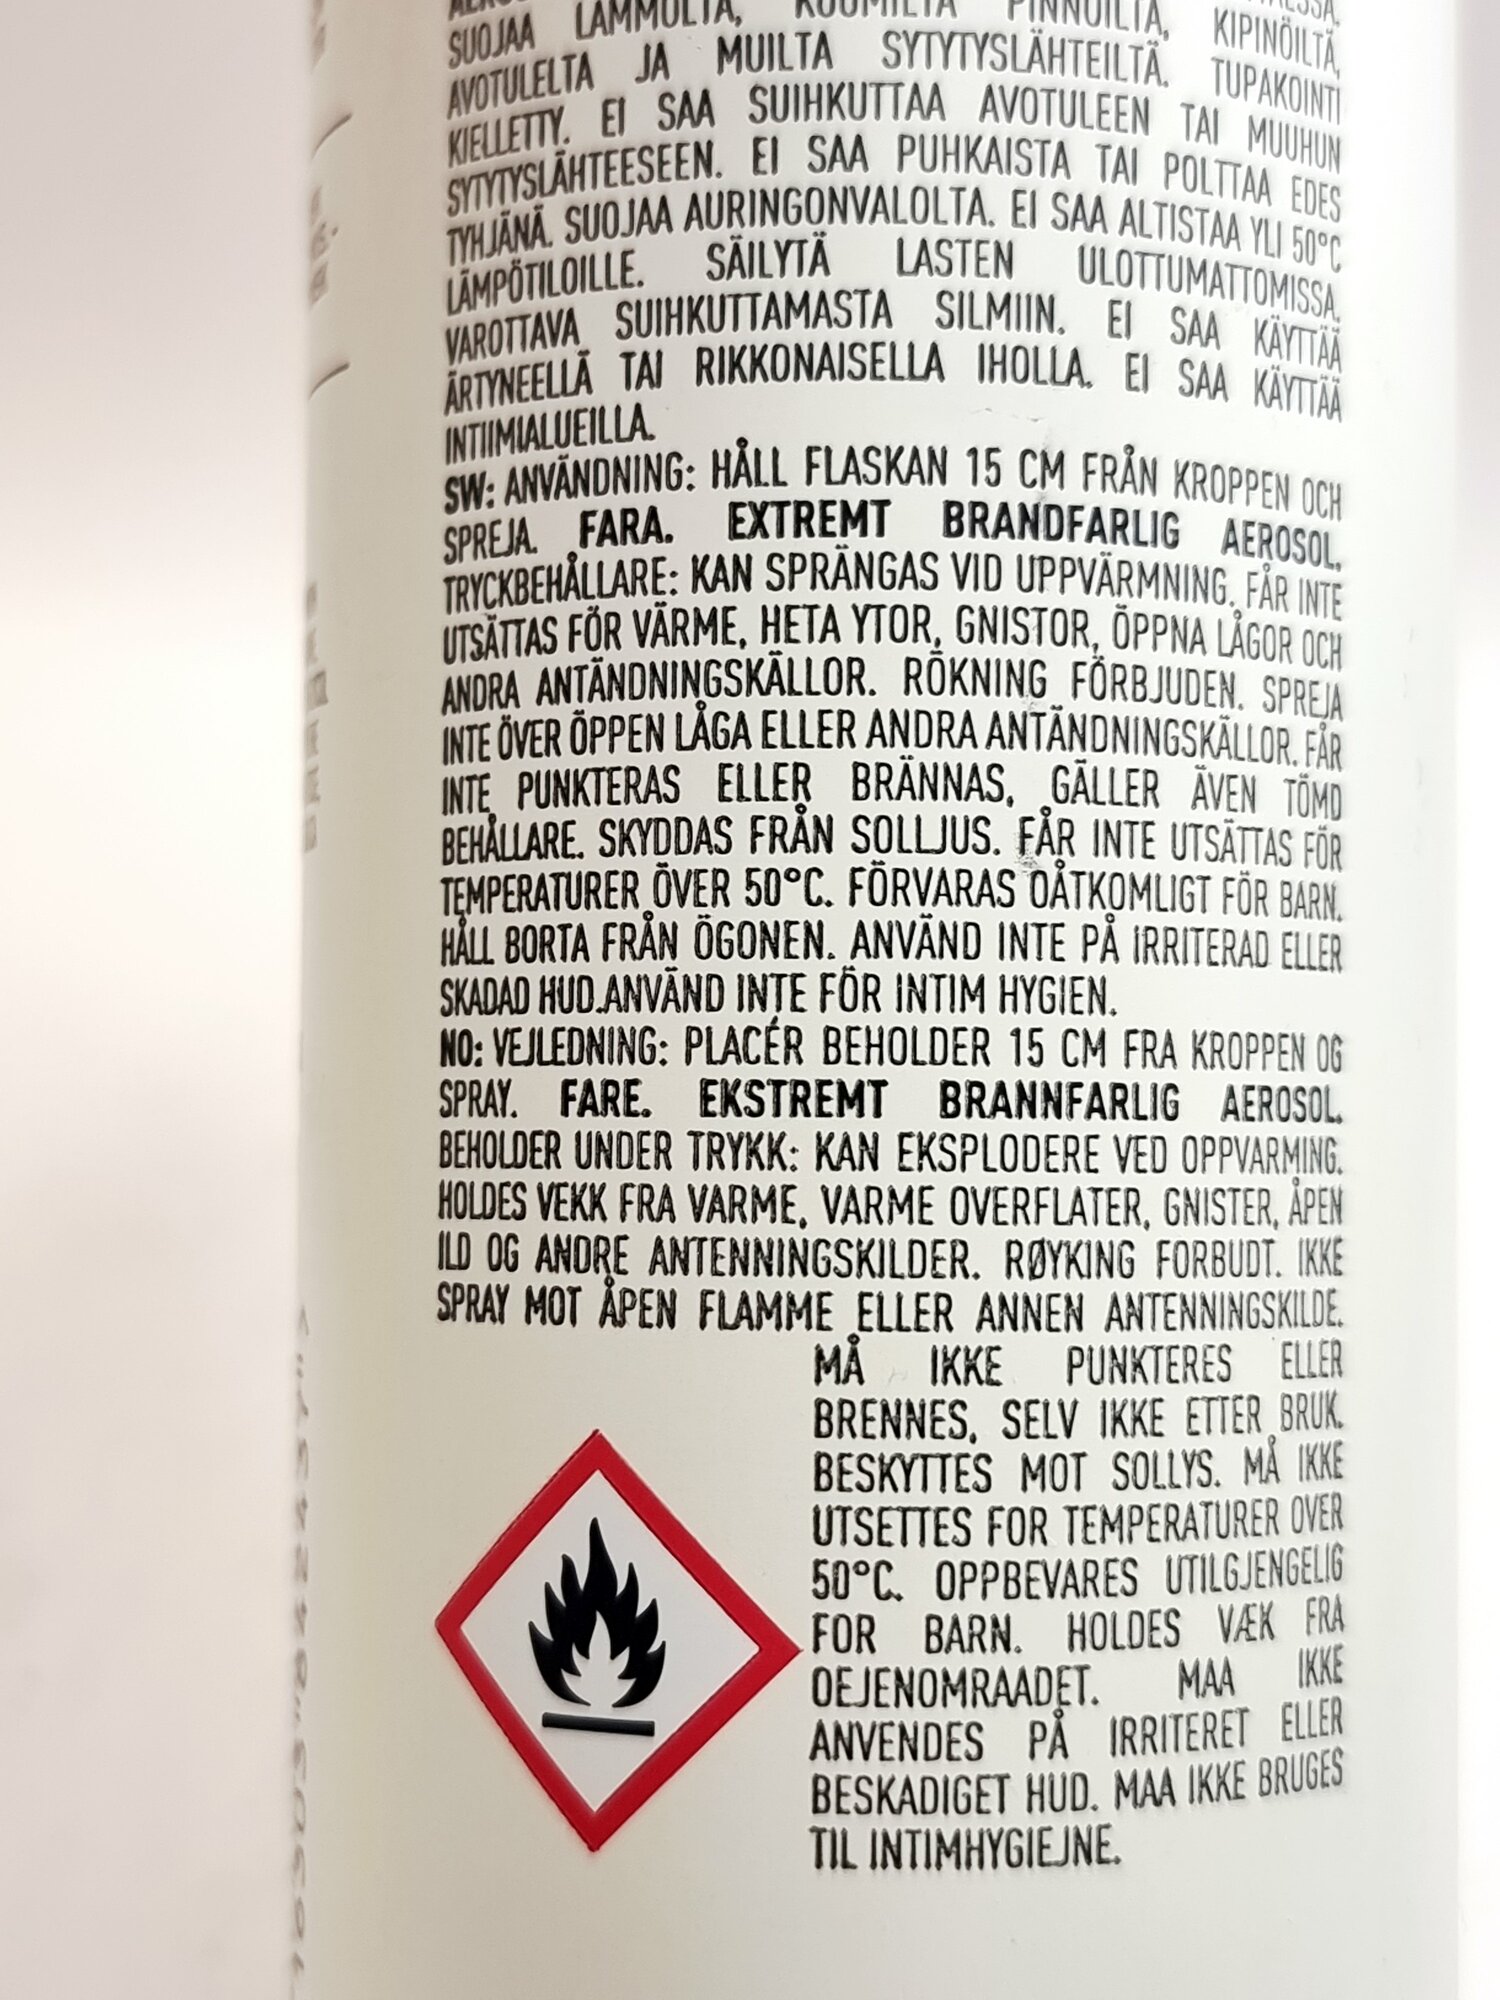 SUOJAA LÄMMÖLTÄ, KUUMILTA PINNOILTA, KIPINÖILTÄ,
AVOTULELTA JA MUILTA SYTYTYSLÄHTEILTÄ. TUPAKOINTI
KIELLETTY. EI SAA SUIHKUTTAA AVOTULEEN TAI MUUHUN
SYTYTYSLÄHTEESEEN. EI SAA PUHKAISTA TAI POLTTAA EDES
TYHJÄNÄ. SUOJAA AURINGONVALOLTA. EI SAA ALTISTAA YLI 50°C
LÄMPÖTILOILLE. SÄILYTÄ LASTEN ULOTTUMATTOMISSA.
VAROTTAVA SUIHKUTTAMASTA SILMIIN. EI SAA KÄYTTÄÄ
ÄRTYNEELLÄ TAI RIKKONAISELLA IHOLLA. EI SAA KÄYTTÄÄ
INTIIMIALUEILLA.
SW: ANVÄNDNING: HÅLL FLASKAN 15 CM FRÅN KROPPEN OCH
SPREJA. FARA. EXTREMT BRANDFARLIG AEROSOL.
TRYCKBEHÅLLARE: KAN SPRÄNGAS VID UPPVÄRMNING. FÅR INTE
UTSÄTTAS FÖR VÄRME, HETA YTOR, GNISTOR, ÖPPNA LÅGOR OCH
ANDRA ANTÄNDNINGSKÄLLOR. RÖKNING FÖRBJUDEN. SPREJA
INTE ÖVER ÖPPEN LÅGA ELLER ANDRA ANTÄNDNINGSKÄLLOR. FÅR
INTE PUNKTERAS ELLER BRÄNNAS, GÄLLER ÄVEN TÖMD
BEHÅLLARE. SKYDDAS FRÅN SOLLJUS. FÅR INTE UTSÄTTAS FÖR
TEMPERATURER ÖVER 50°C. FÖRVARAS OÅTKOMLIGT FÖR BARN.
HÅLL BORTA FRÅN ÖGONEN. ANVÄND INTE PÅ IRRITERAD ELLER
SKADAD HUD.ANVÄND INTE FÖR INTIM HYGIEN.
NO: VEJLEDNING: PLACÉR BEHOLDER 15 CM FRA KROPPEN OG
SPRAY. FARE. EKSTREMT BRANNFARLIG AEROSOL.
BEHOLDER UNDER TRYKK: KAN EKSPLODERE VED OPPVARMING.
HOLDES VEKK FRA VARME, VARME OVERFLATER, GNISTER, ÅPEN
ILD OG ANDRE ANTENNINGSKILDER. RØYKING FORBUDT. IKKE
SPRAY MOT ÅPEN FLAMME ELLER ANNEN ANTENNINGSKILDE.
MÅ IKKE PUNKTERES ELLER
BRENNES, SELV IKKE ETTER BRUK.
BESKYTTES MOT SOLLYS. MÅ IKKE
UTSETTES FOR TEMPERATURER OVER
50°C. OPPBEVARES UTILGJENGELIG
FOR BARN. HOLDES VÆK FRA
OEJENOMRAADET. MAA IKKE
ANVENDES PÅ IRRITERET ELLER
BESKADIGET HUD. MAA IKKE BRUGES
TIL INTIMHYGIEJNE.